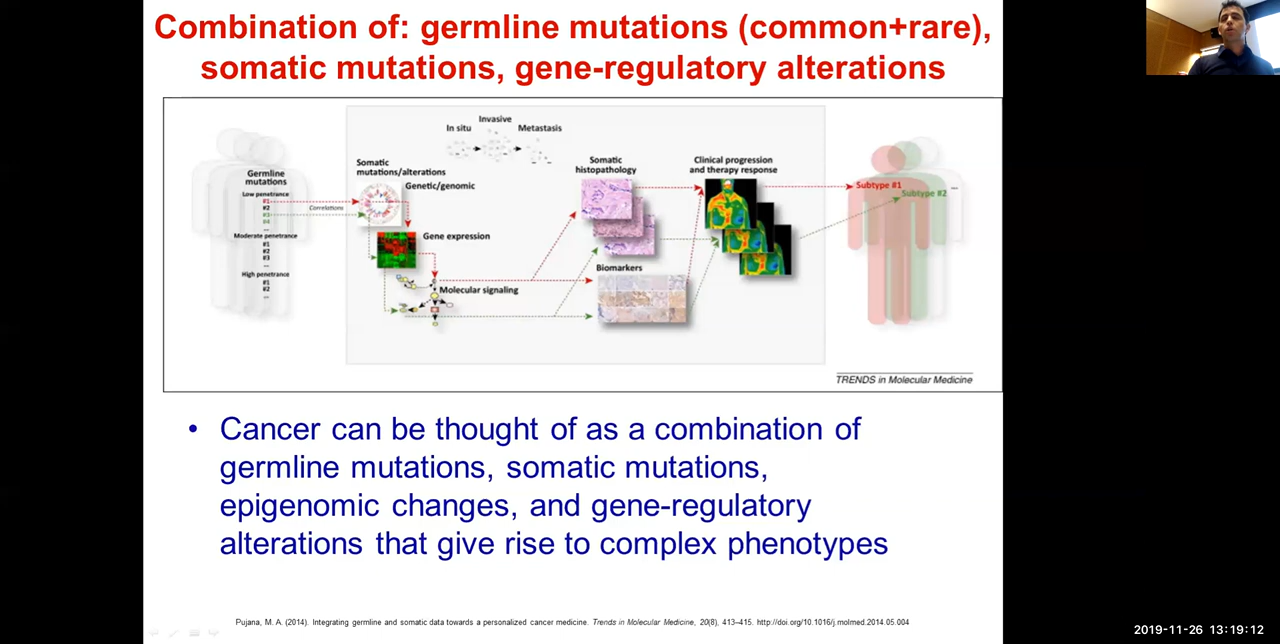 Combination of: germline mutations (common+rare),
somatic mutations, gene-regulatory alterations
In situ
Invasive
Metastasis
Germline
mutations
Low penetrance
#1
#2
#3
#4
...
Moderate penetrance
#1
#2
#3
...
High penetrance
#1
#2
...
Correlations
Somatic
mutations/alterations
Genetic/genomic
Gene expression
Molecular signaling
Somatic
histopathology
Biomarkers
Clinical progression
and therapy response
Subtype #1
Subtype #2
...
TRENDS in Molecular Medicine
• Cancer can be thought of as a combination of
germline mutations, somatic mutations,
epigenomic changes, and gene-regulatory
alterations that give rise to complex phenotypes
Pujana, M. A. (2014). Integrating germline and somatic data towards a personalized cancer medicine. Trends in Molecular Medicine, 20(8), 413–415. http://doi.org/10.1016/j.molmed.2014.05.004
2019-11-26 13:19:12